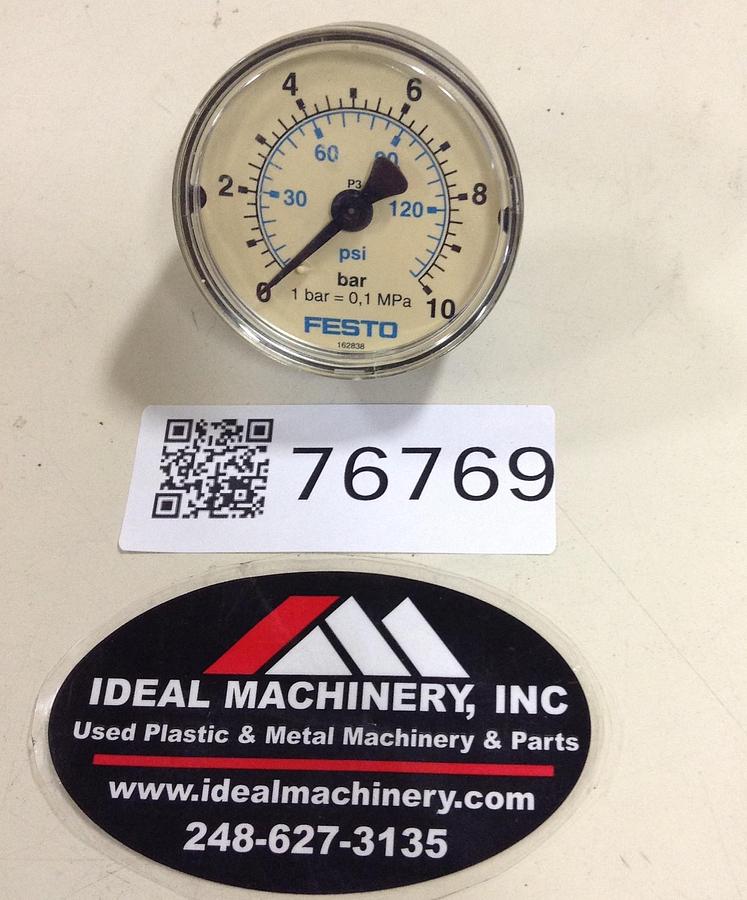 4 6
60 90
P3
2 30 120 8
psi
bar
0 1 bar = 0,1 MPa 10
FESTO
162838
76769
IDEAL MACHINERY, INC
Used Plastic & Metal Machinery & Parts
www.idealmachinery.com
248-627-3135